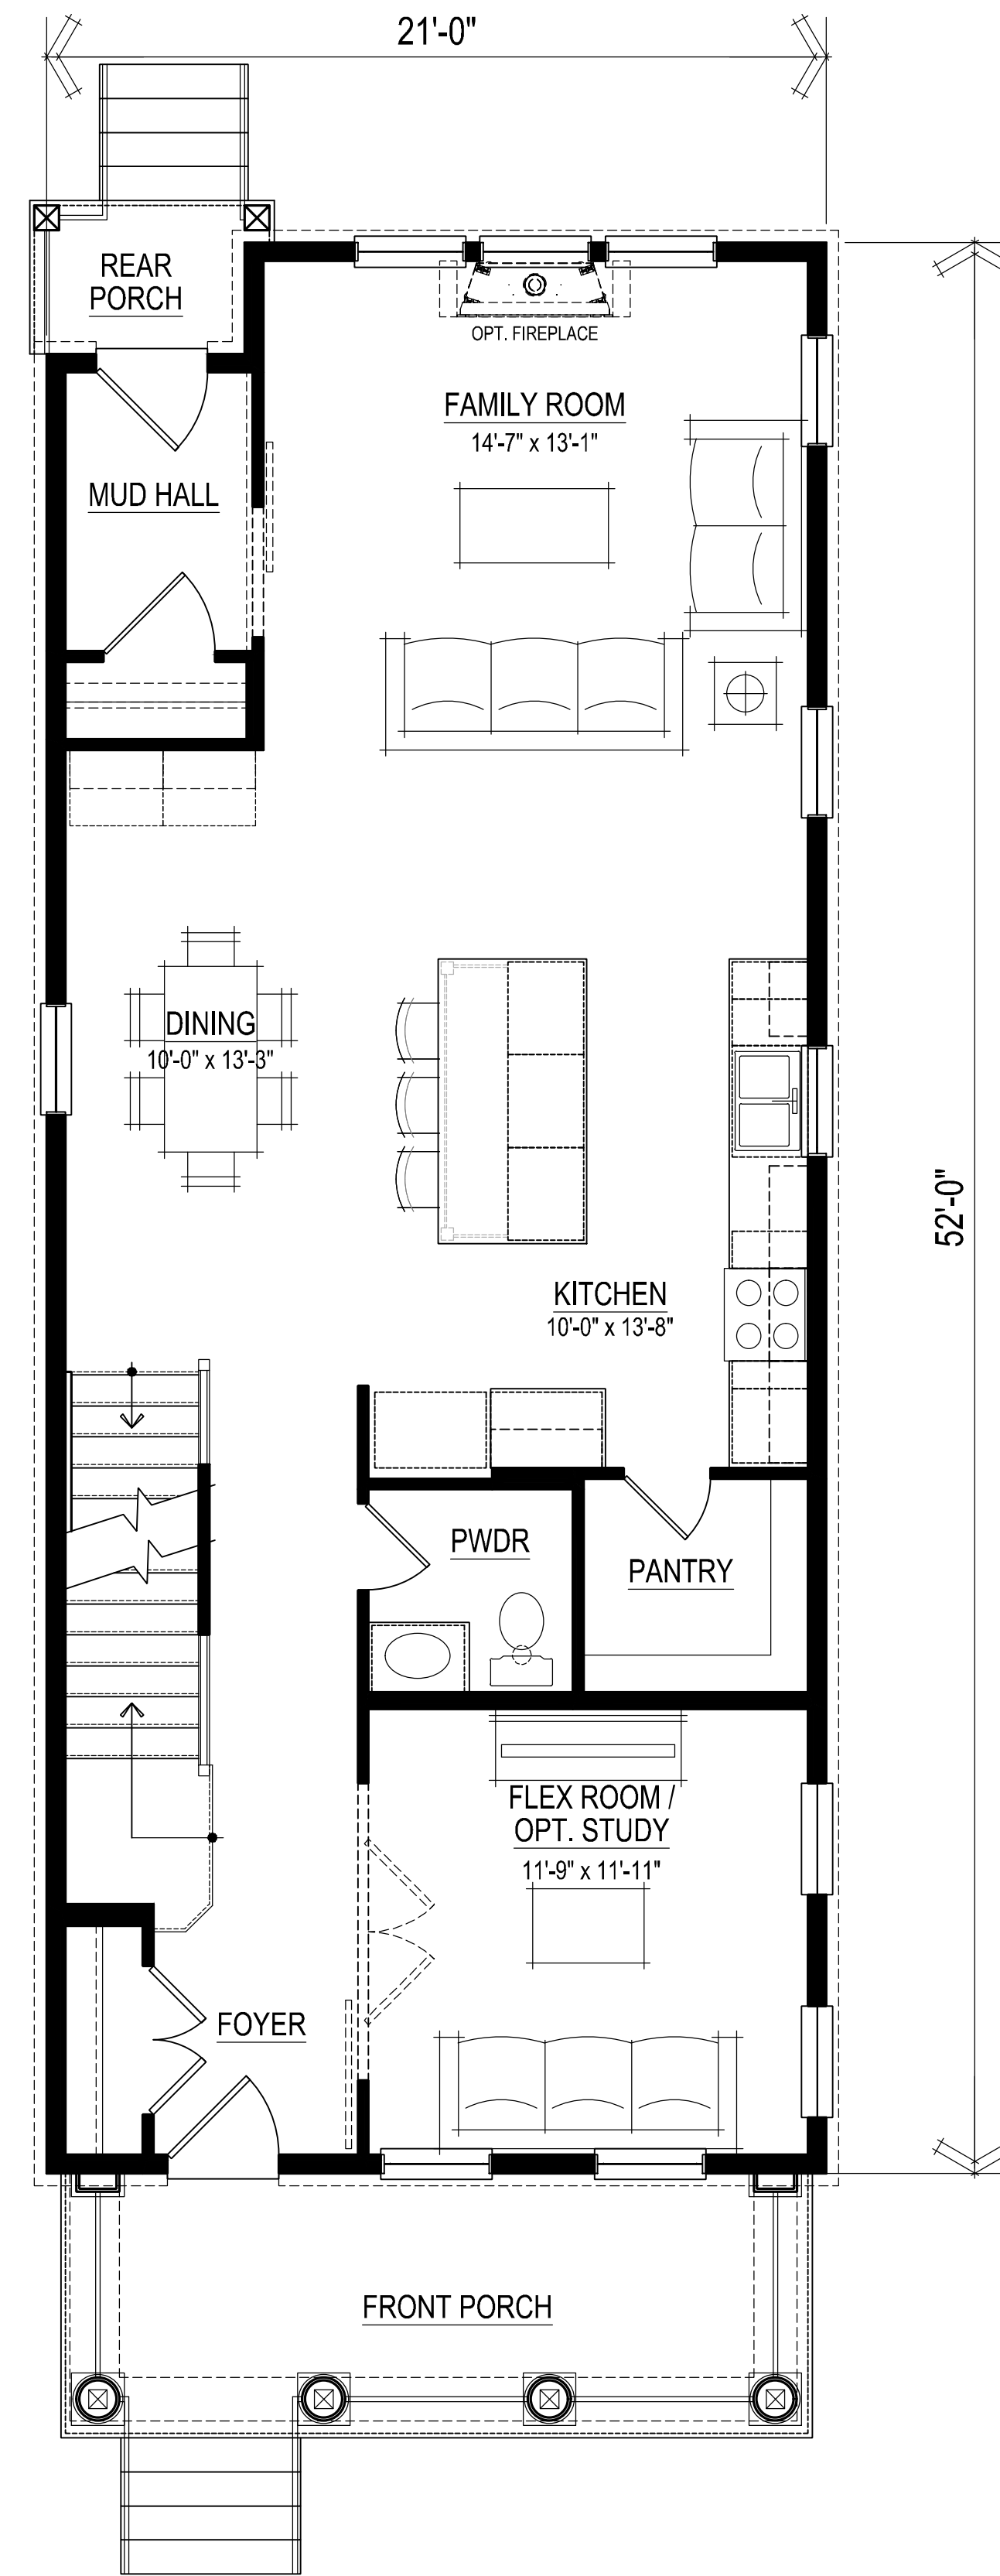 21'-0"
REAR
PORCH
OPT. FIREPLACE
FAMILY ROOM
14'-7" x 13'-1"
MUD HALL
DINING
10'-0" x 13'-3"
52'-0"
KITCHEN
10'-0" x 13'-8"
PWDR
PANTRY
FLEX ROOM /
OPT. STUDY
11'-9" x 11'-11"
FOYER
FRONT PORCH